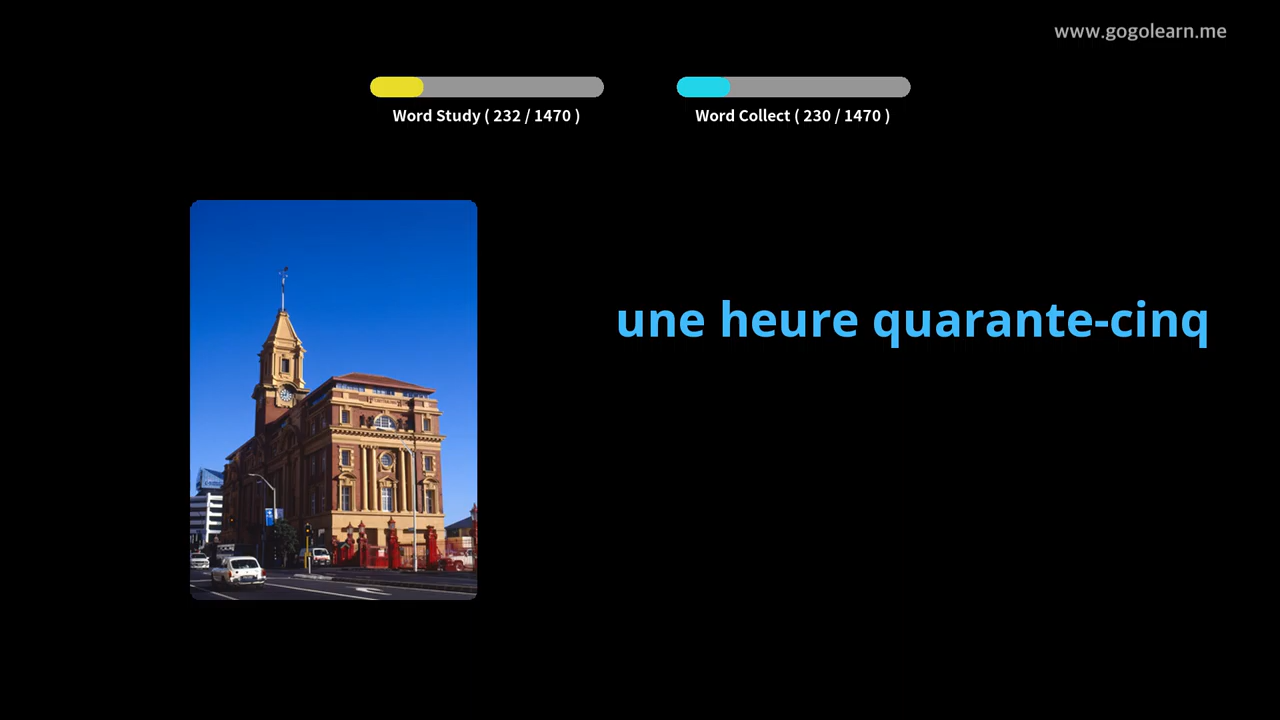 www.gogolearn.me
Word Study ( 232 / 1470 )
Word Collect ( 230 / 1470 )
une heure quarante-cinq